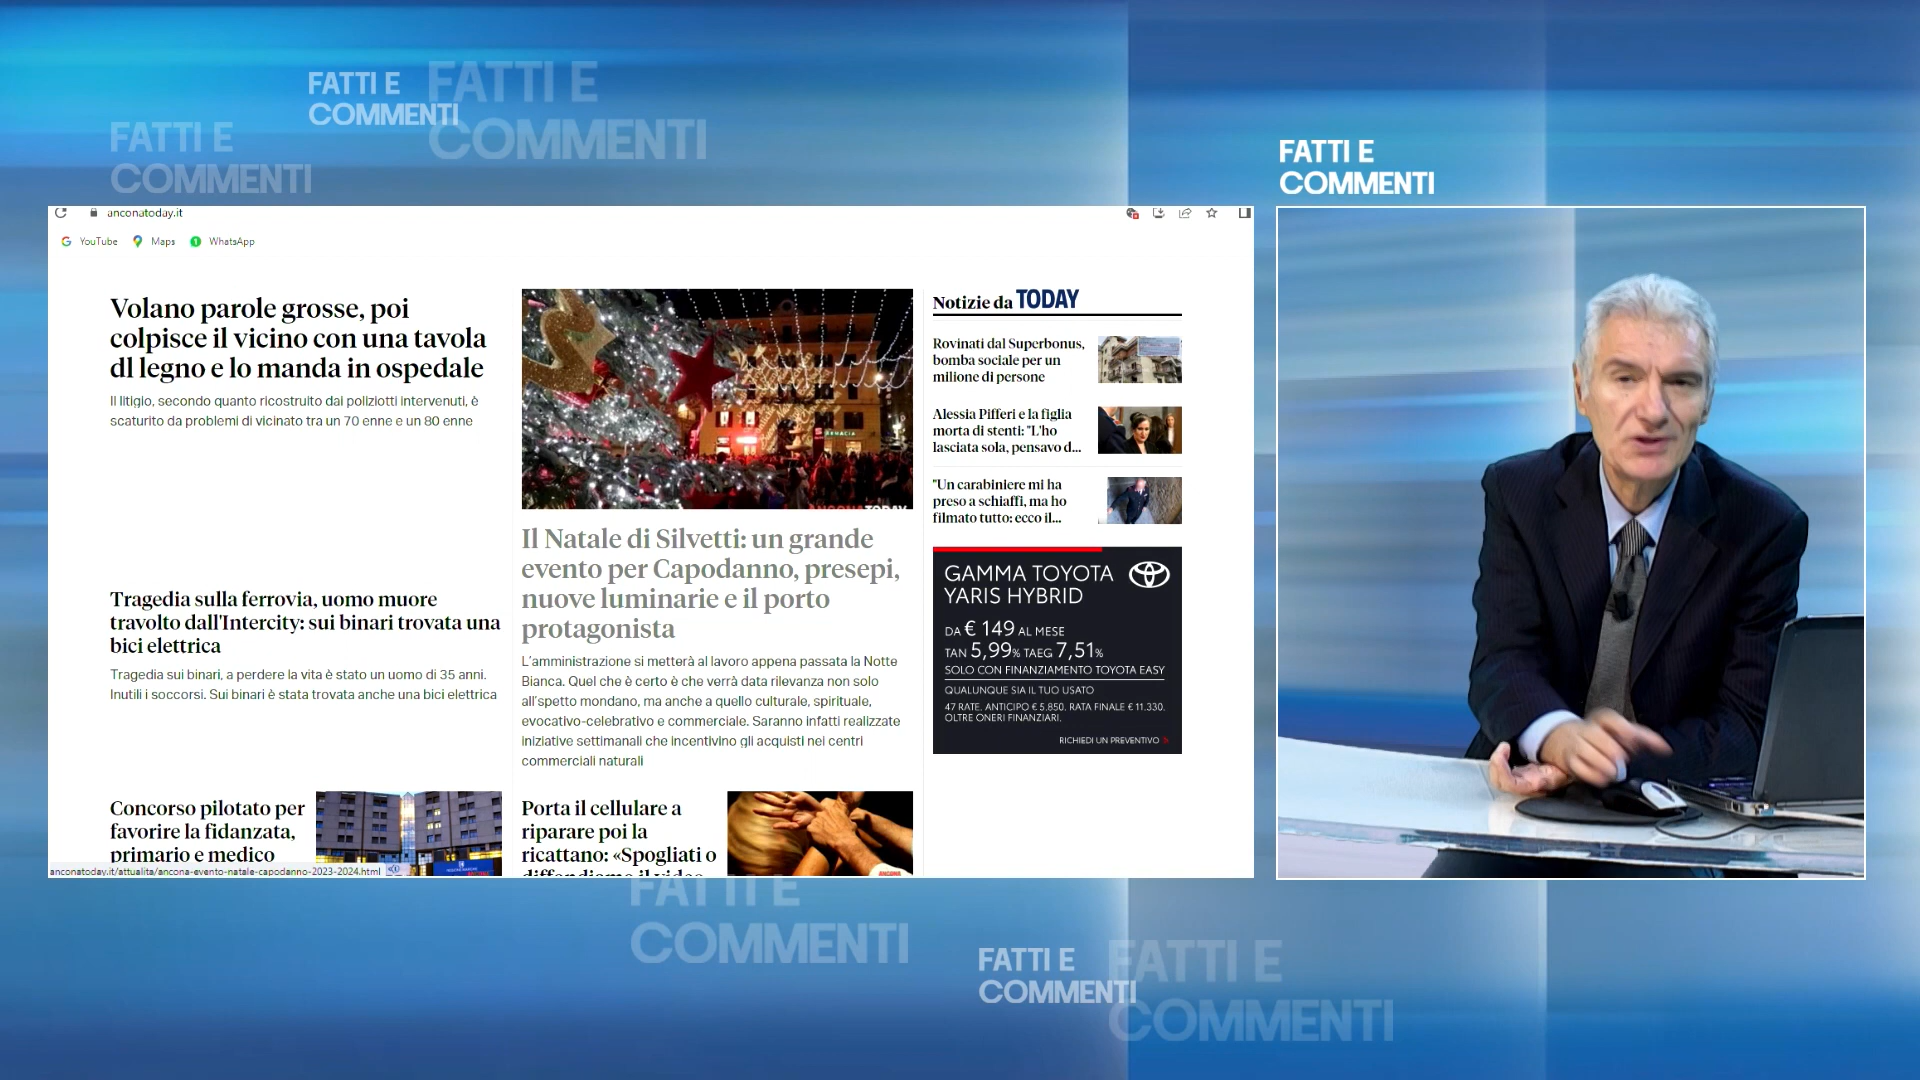 FATTI E
COMMENTI
FATTI E
COMMENTI
FATTI E
COMMENTI
FATTI E
COMMENTI
anconatoday.it
YouTube
Maps
WhatsApp
Volano parole grosse, poi
colpisce il vicino con una tavola
dI legno e lo manda in ospedale
Il litigio, secondo quanto ricostruito dai poliziotti intervenuti, è
scaturito da problemi di vicinato tra un 70 enne e un 80 enne
Tragedia sulla ferrovia, uomo muore
travolto dall'Intercity: sui binari trovata una
bici elettrica
Tragedia sui binari, a perdere la vita è stato un uomo di 35 anni.
Inutili i soccorsi. Sui binari è stata trovata anche una bici elettrica
Concorso pilotato per
favorire la fidanzata,
primario e medico
anconatoday.it/attualita/ancona-evento-natale-capodanno-2023-2024.html
FARMACIA
ANCONATODAY
Il Natale di Silvetti: un grande
evento per Capodanno, presepi,
nuove luminarie e il porto
protagonista
L'amministrazione si metterà al lavoro appena passata la Notte
Bianca. Quel che è certo è che verrà data rilevanza non solo
all'spetto mondano, ma anche a quello culturale, spirituale,
evocativo-celebrativo e commerciale. Saranno infatti realizzate
iniziative settimanali che incentivino gli acquisti nei centri
commerciali naturali
Porta il cellulare a
riparare poi la
ricattano: «Spogliati o
diffondiamo il video
Notizie da TODAY
Rovinati dal Superbonus,
bomba sociale per un
milione di persone
Alessia Pifferi e la figlia
morta di stenti: "L'ho
lasciata sola, pensavo d...
"Un carabiniere mi ha
preso a schiaffi, ma ho
filmato tutto: ecco il...
GAMMA TOYOTA
YARIS HYBRID
DA € 149 AL MESE
TAN 5,99% TAEG 7,51%
SOLO CON FINANZIAMENTO TOYOTA EASY
QUALUNQUE SIA IL TUO USATO
47 RATE. ANTICIPO € 5.850. RATA FINALE € 11.330.
OLTRE ONERI FINANZIARI.
RICHIEDI UN PREVENTIVO
FATTI E
COMMENTI
FATTI E
COMMENTI
FATTI E
COMMENTI